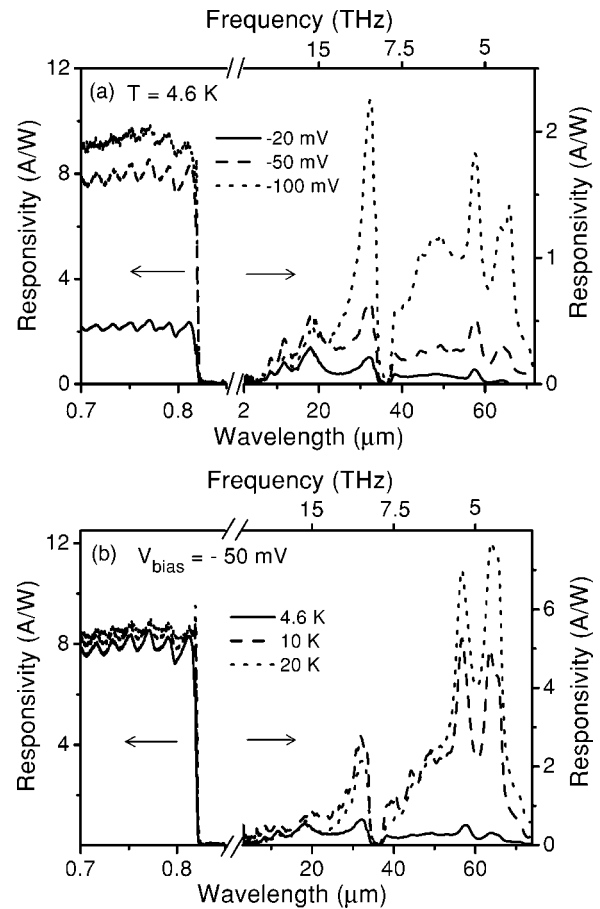 Frequency (THz)
15 7.5 5
12
(a) T = 4.6 K
-20 mV
-50 mV
-100 mV
Responsivity (A/W)
8
4
0
2
1
0
Responsivity (A/W)
0.7 0.8 2 20 40 60
Wavelength (μm)
Frequency (THz)
15 7.5 5
12
(b) Vbias = - 50 mV
4.6 K
10 K
20 K
Responsivity (A/W)
8
4
6
4
2
0
Responsivity (A/W)
0.7 0.8 20 40 60
Wavelength (μm)